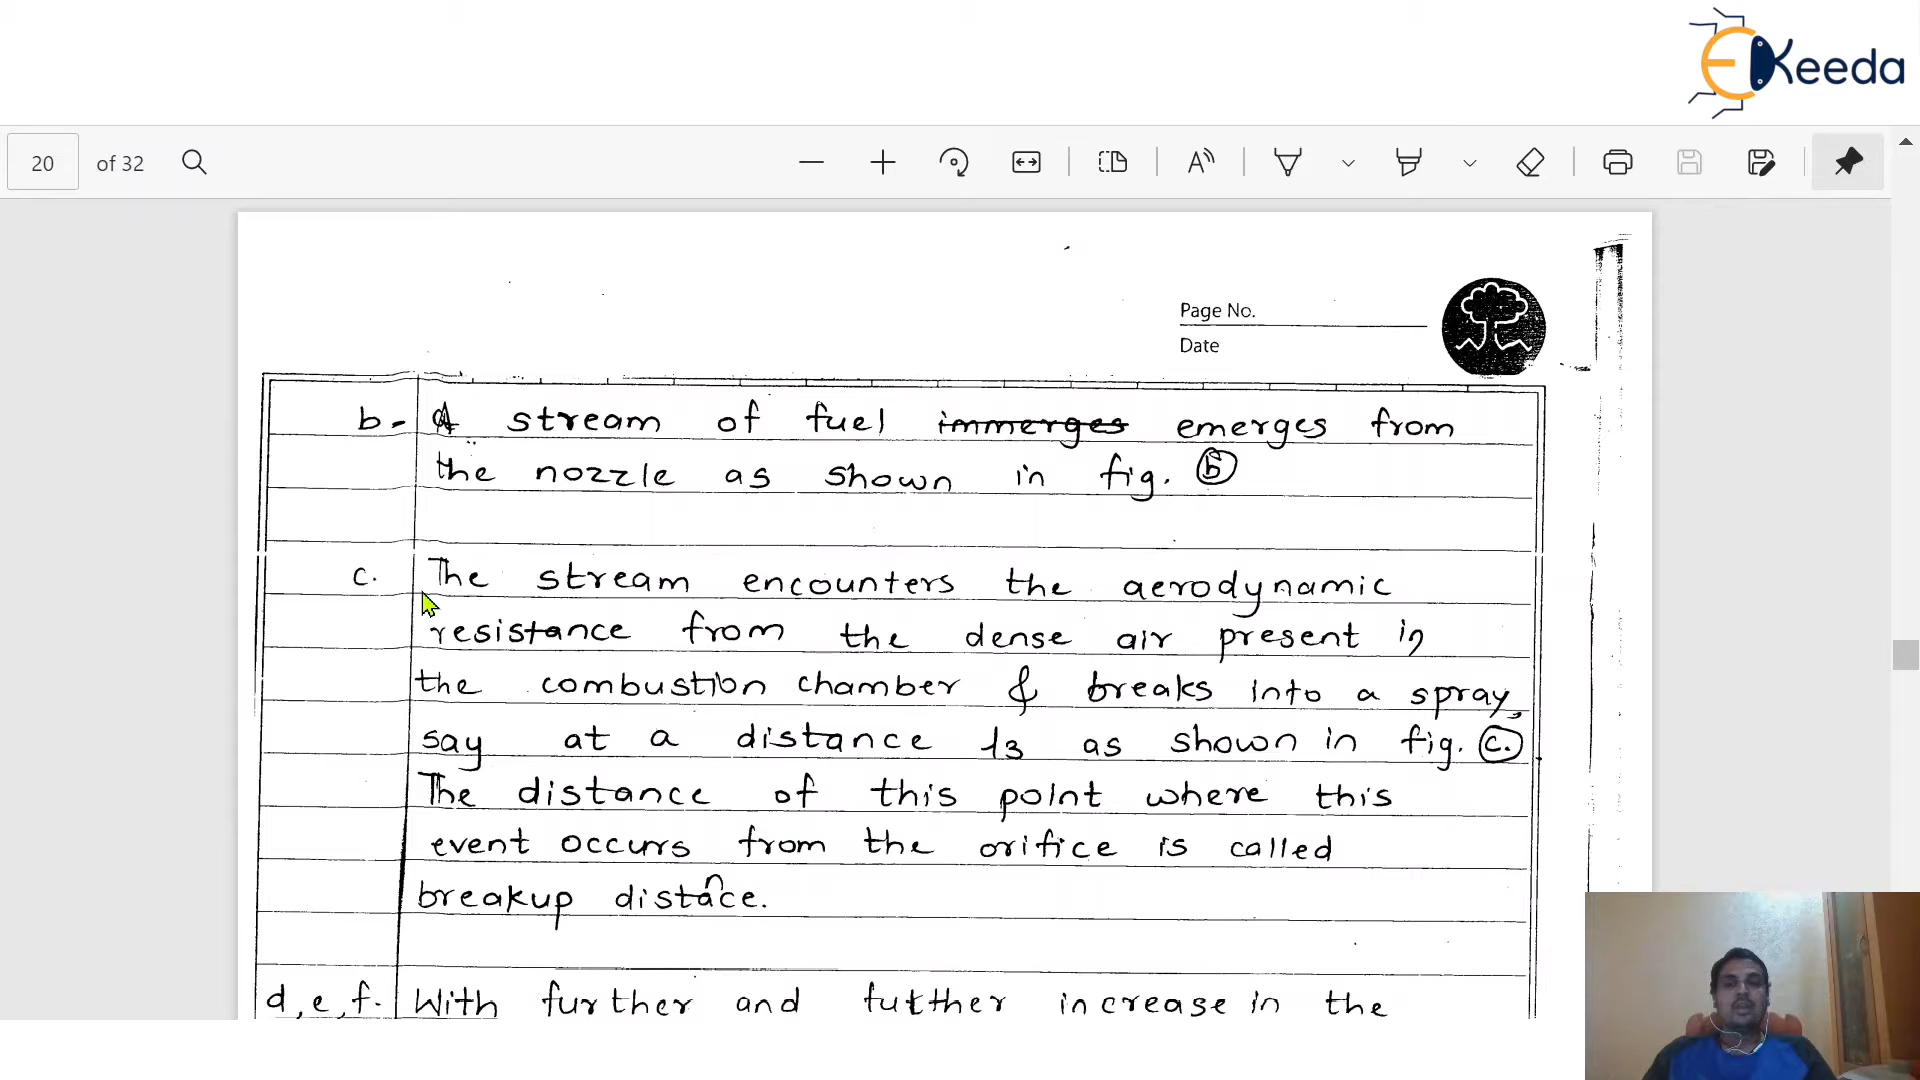 EKeeda
20 of 32
Page No.
Date
b- A stream of fuel immerges emerges from
the nozzle as shown in fig. (b)
c. The stream encounters the aerodynamic
resistance from the dense air present in
the combustion chamber & breaks into a spray,
say at a distance l3 as shown in fig. (c.)
The distance of this point where this
event occurs from the orifice is called
breakup distance.
d,e,f. With further and further increase in the